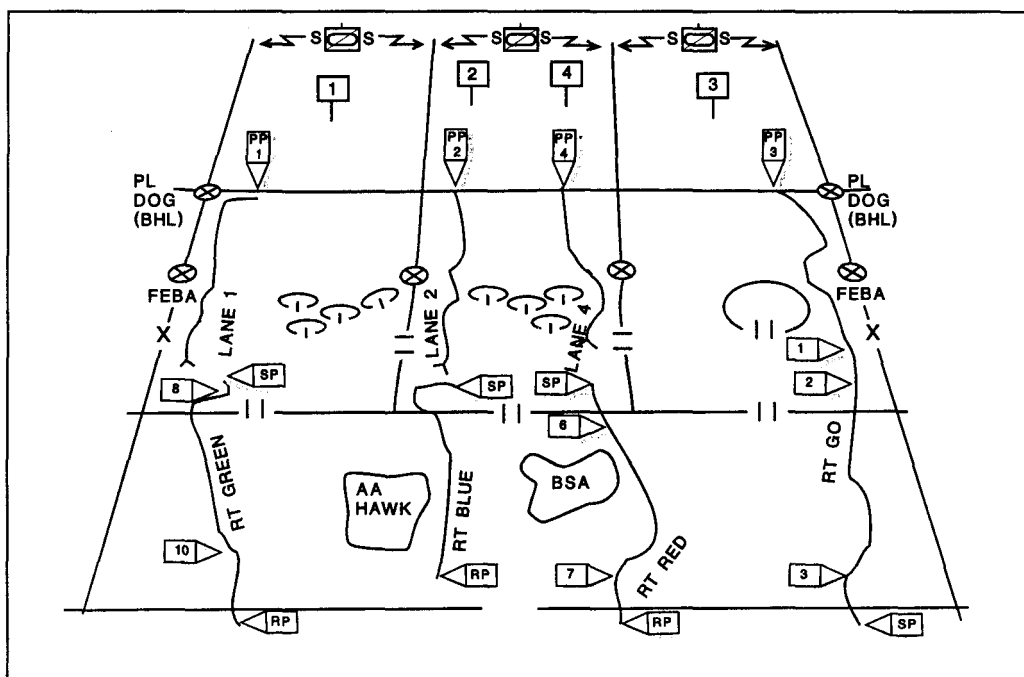 S S S S S S
1 2 4 3
PP 1
PP 2
PP 4
PP 3
PL DOG (BHL)
PL DOG (BHL)
FEBA
FEBA
X
X
LANE 1
LANE 2
LANE 4
1
2
8
SP
SP
SP
6
RT GREEN
RT BLUE
RT RED
RT GO
AA
HAWK
BSA
10
RP
7
3
RP
RP
SP